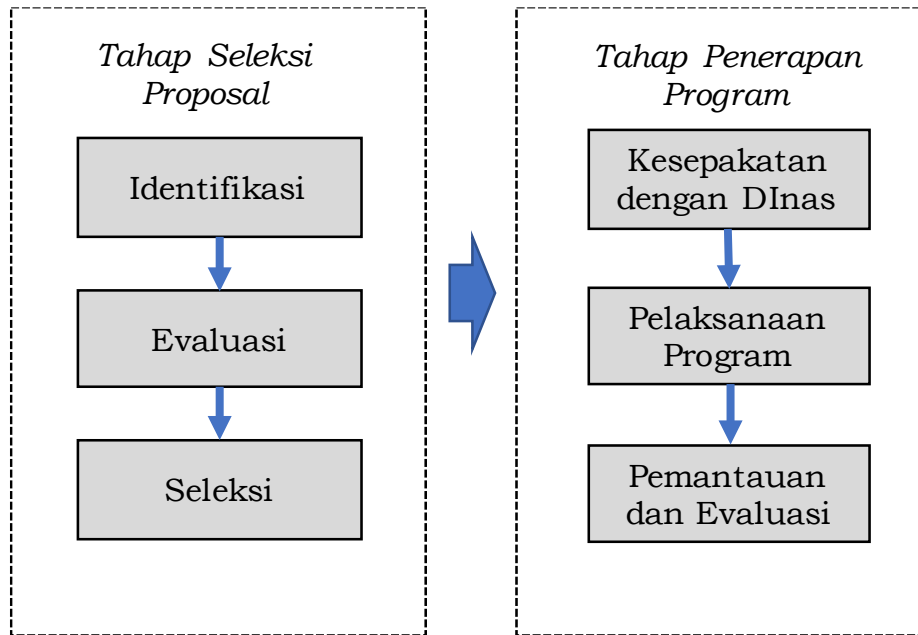 Tahap Seleksi
Proposal
Identifikasi
Evaluasi
Seleksi
Tahap Penerapan
Program
Kesepakatan
dengan DInas
Pelaksanaan
Program
Pemantauan
dan Evaluasi